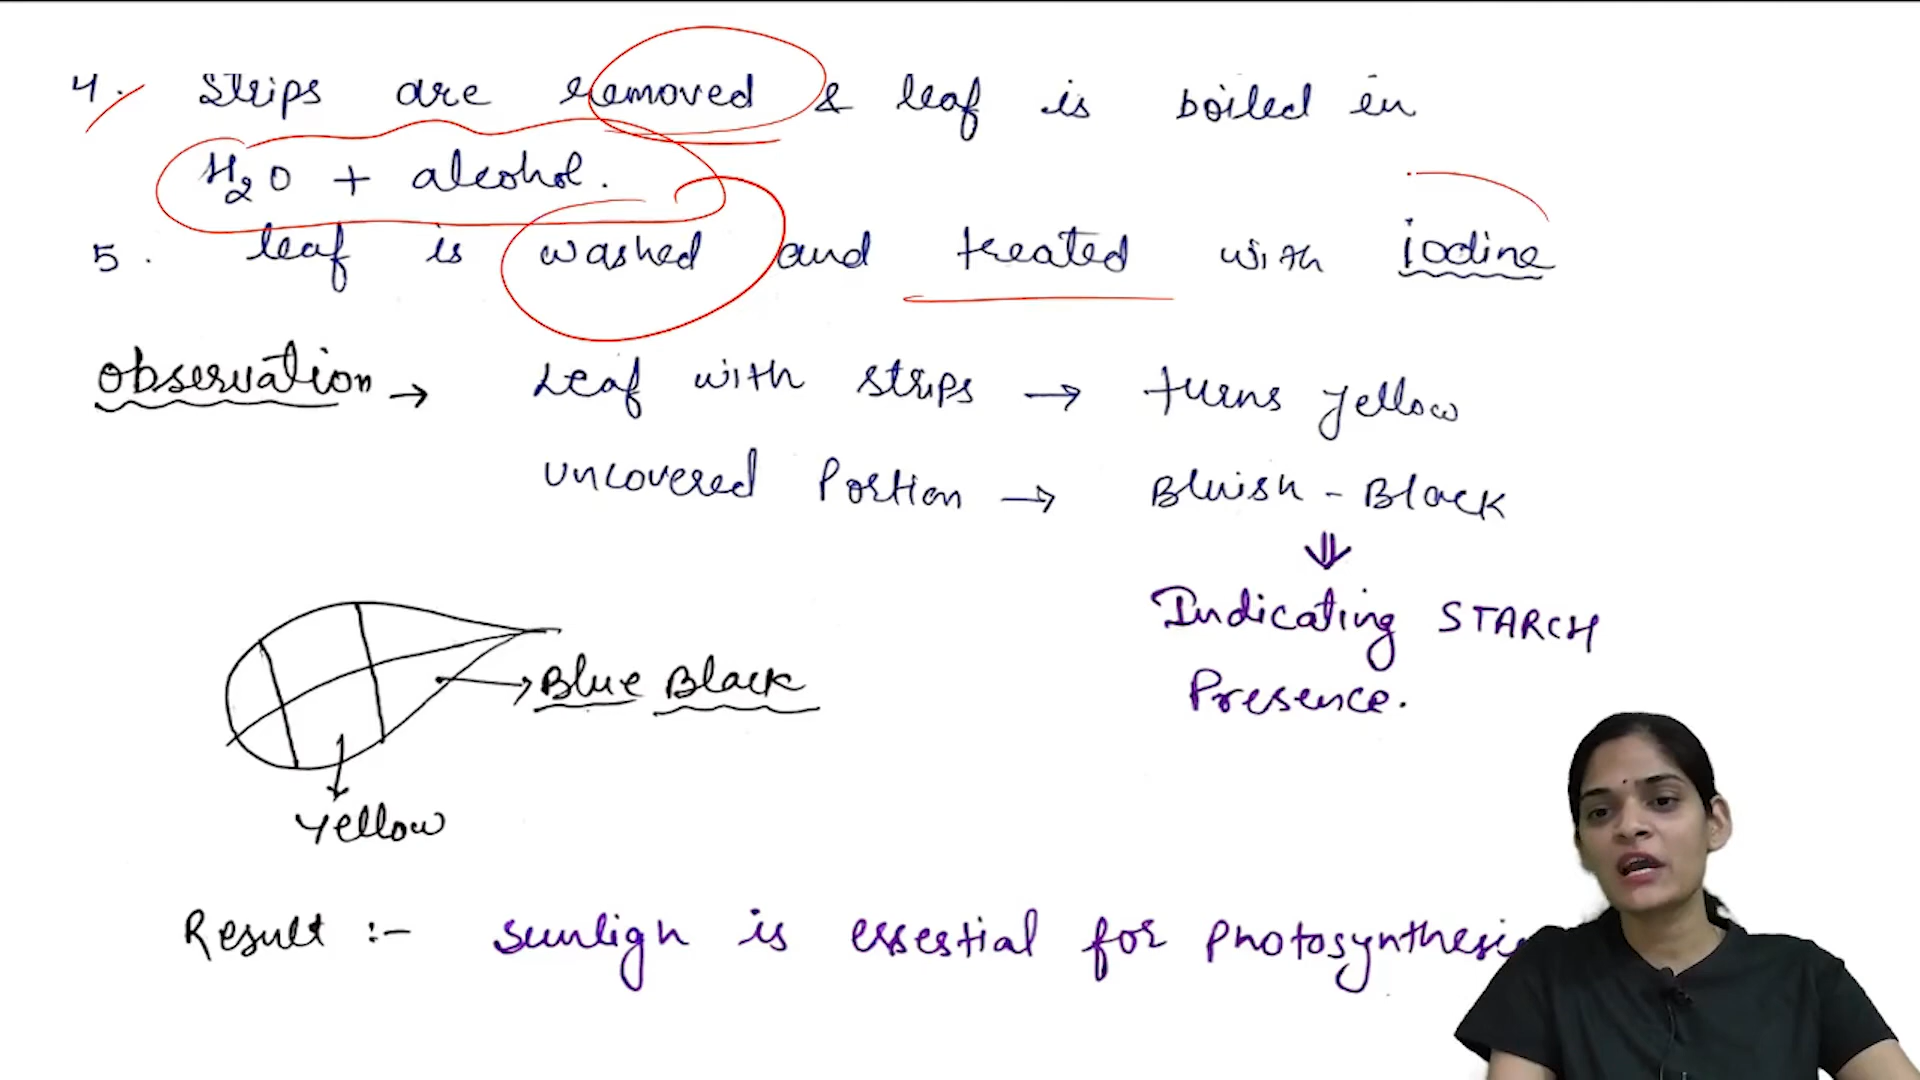 4. Strips are removed & leaf is boiled in
H2O + alcohol.
5. leaf is washed and treated with iodine
Observation → Leaf with strips → turns yellow
uncovered Portion → Bluish - Black
⇓
Indicating STARCH
Presence.
Blue Black
Yellow
Result :- sunligh is essestial for photosynthesis